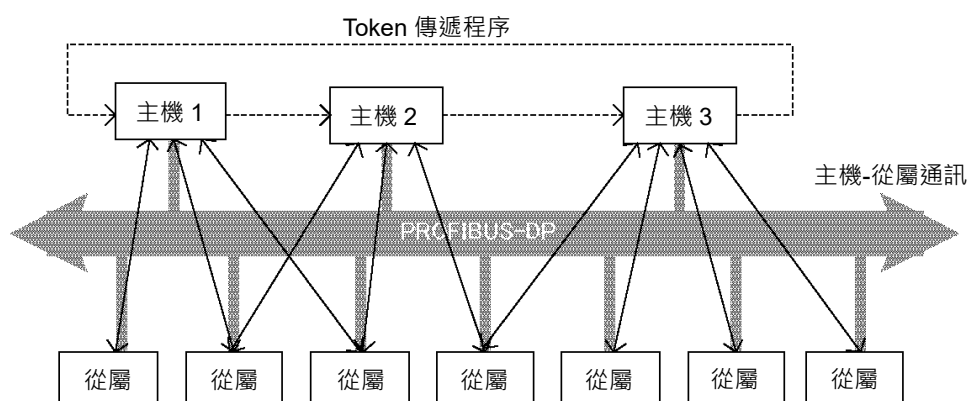 Token 傳遞程序
主機 1
主機 2
主機 3
主機-從屬通訊
PROFIBUS-DP
從屬
從屬
從屬
從屬
從屬
從屬
從屬